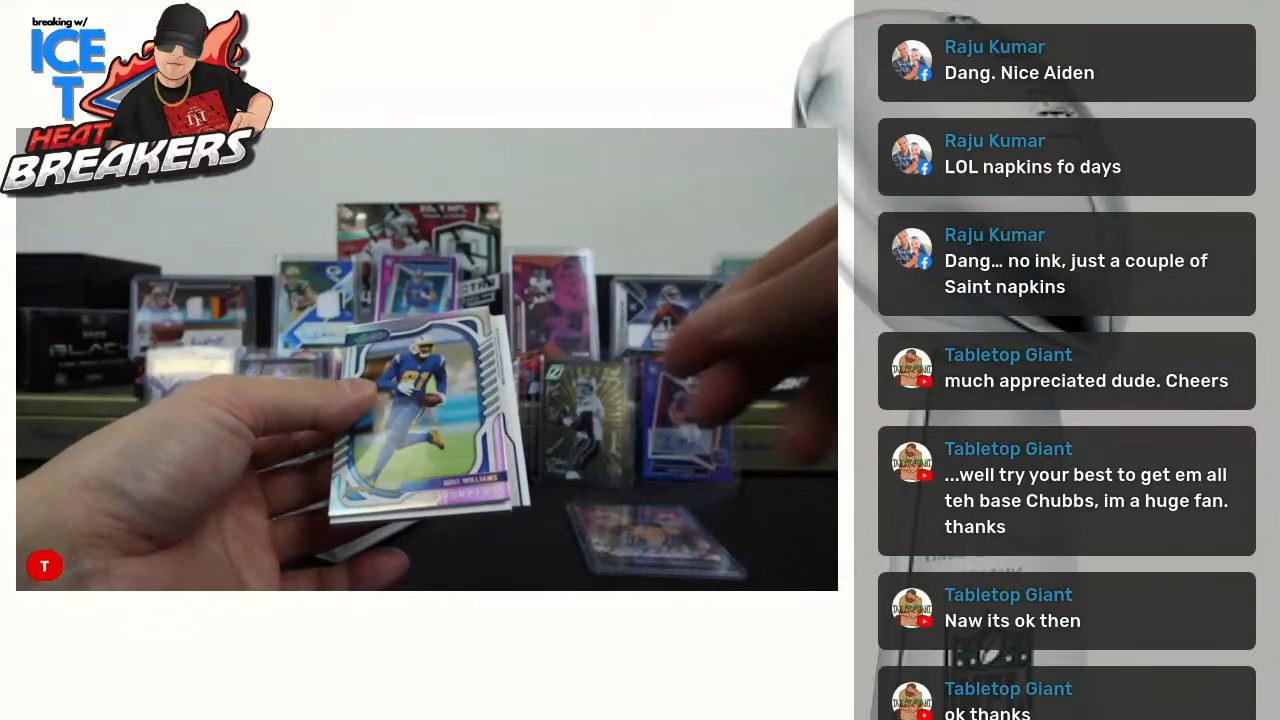 breaking w/
ICE
T
HEAT
BREAKERS
MIKE WILLIAMS
T
Raju Kumar
Dang. Nice Aiden
Raju Kumar
LOL napkins fo days
Raju Kumar
Dang… no ink, just a couple of
Saint napkins
Tabletop Giant
much appreciated dude. Cheers
Tabletop Giant
...well try your best to get em all
teh base Chubbs, im a huge fan.
thanks
Tabletop Giant
Naw its ok then
Tabletop Giant
ok thanks